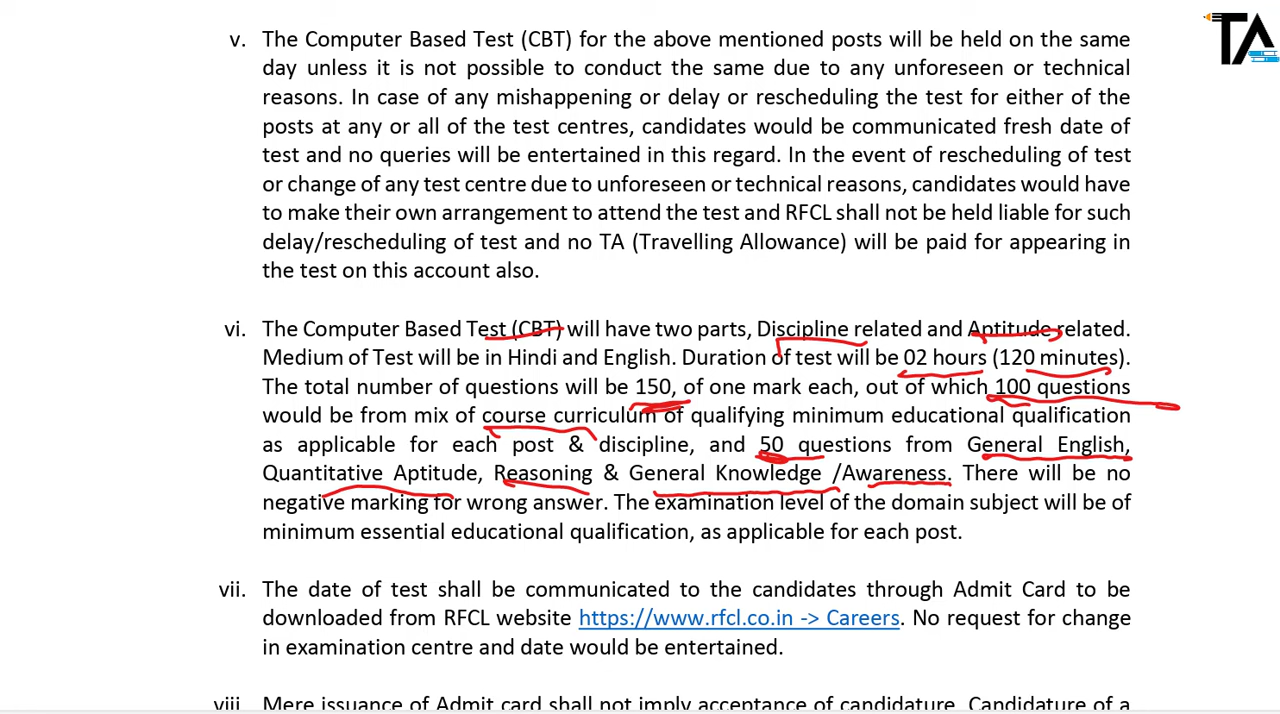 TA
v. The Computer Based Test (CBT) for the above mentioned posts will be held on the same
day unless it is not possible to conduct the same due to any unforeseen or technical
reasons. In case of any mishappening or delay or rescheduling the test for either of the
posts at any or all of the test centres, candidates would be communicated fresh date of
test and no queries will be entertained in this regard. In the event of rescheduling of test
or change of any test centre due to unforeseen or technical reasons, candidates would have
to make their own arrangement to attend the test and RFCL shall not be held liable for such
delay/rescheduling of test and no TA (Travelling Allowance) will be paid for appearing in
the test on this account also.
vi. The Computer Based Test (CBT) will have two parts, Discipline related and Aptitude related.
Medium of Test will be in Hindi and English. Duration of test will be 02 hours (120 minutes).
The total number of questions will be 150, of one mark each, out of which 100 questions
would be from mix of course curriculum of qualifying minimum educational qualification
as applicable for each post & discipline, and 50 questions from General English,
Quantitative Aptitude, Reasoning & General Knowledge /Awareness. There will be no
negative marking for wrong answer. The examination level of the domain subject will be of
minimum essential educational qualification, as applicable for each post.
vii. The date of test shall be communicated to the candidates through Admit Card to be
downloaded from RFCL website https://www.rfcl.co.in -> Careers. No request for change
in examination centre and date would be entertained.
viii. Mere issuance of Admit card shall not imply acceptance of candidature. Candidature of a